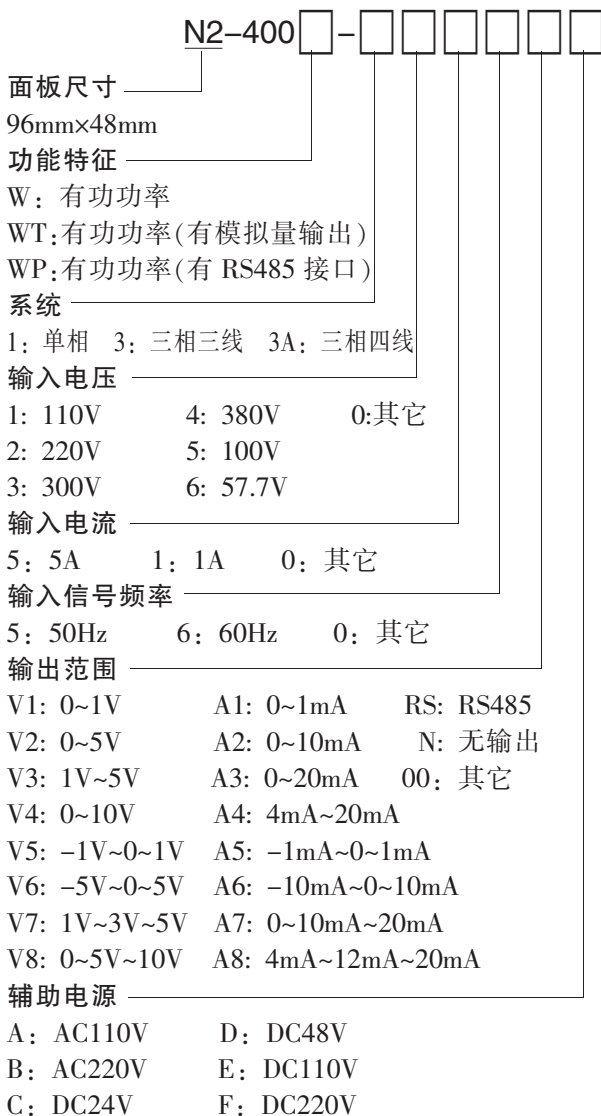 N2-400□-□□□□□□
面板尺寸
96mm×48mm
功能特征
W：有功功率
WT:有功功率(有模拟量输出)
WP:有功功率(有 RS485 接口)
系统
1：单相 3：三相三线 3A：三相四线
输入电压
1: 110V 4: 380V 0:其它
2: 220V 5: 100V
3: 300V 6: 57.7V
输入电流
5：5A 1：1A 0：其它
输入信号频率
5：50Hz 6：60Hz 0：其它
输出范围
V1: 0~1V A1: 0~1mA RS: RS485
V2: 0~5V A2: 0~10mA N: 无输出
V3: 1V~5V A3: 0~20mA 00：其它
V4: 0~10V A4: 4mA~20mA
V5: -1V~0~1V A5: -1mA~0~1mA
V6: -5V~0~5V A6: -10mA~0~10mA
V7: 1V~3V~5V A7: 0~10mA~20mA
V8: 0~5V~10V A8: 4mA~12mA~20mA
辅助电源
A：AC110V D：DC48V
B：AC220V E：DC110V
C：DC24V F：DC220V